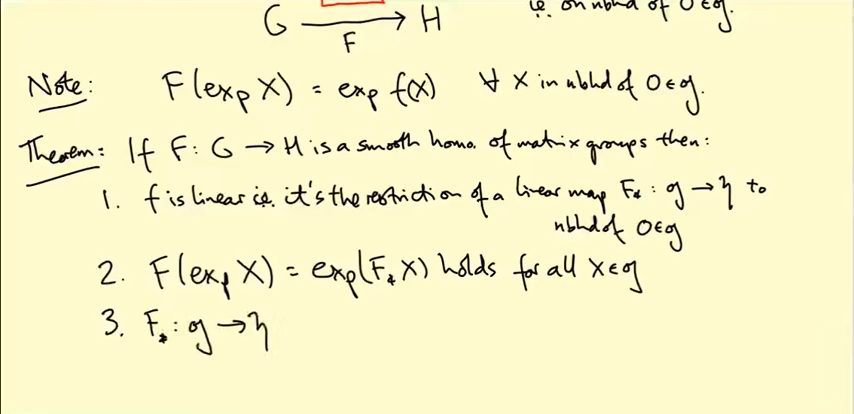 i.e. on nbhd of 0 ∈ 𝔤.
G → H
F
Note: F(exp X) = exp f(X) ∀ X in nbhd of 0 ∈ 𝔤.
Theorem: If F: G → H is a smooth homo. of matrix groups then:
1. f is linear i.e. it's the restriction of a linear map F* : 𝔤 → 𝔥 to
nbhd of 0 ∈ 𝔤
2. F(exp X) = exp(F* X) holds for all X ∈ 𝔤
3. F* : 𝔤 → 𝔥